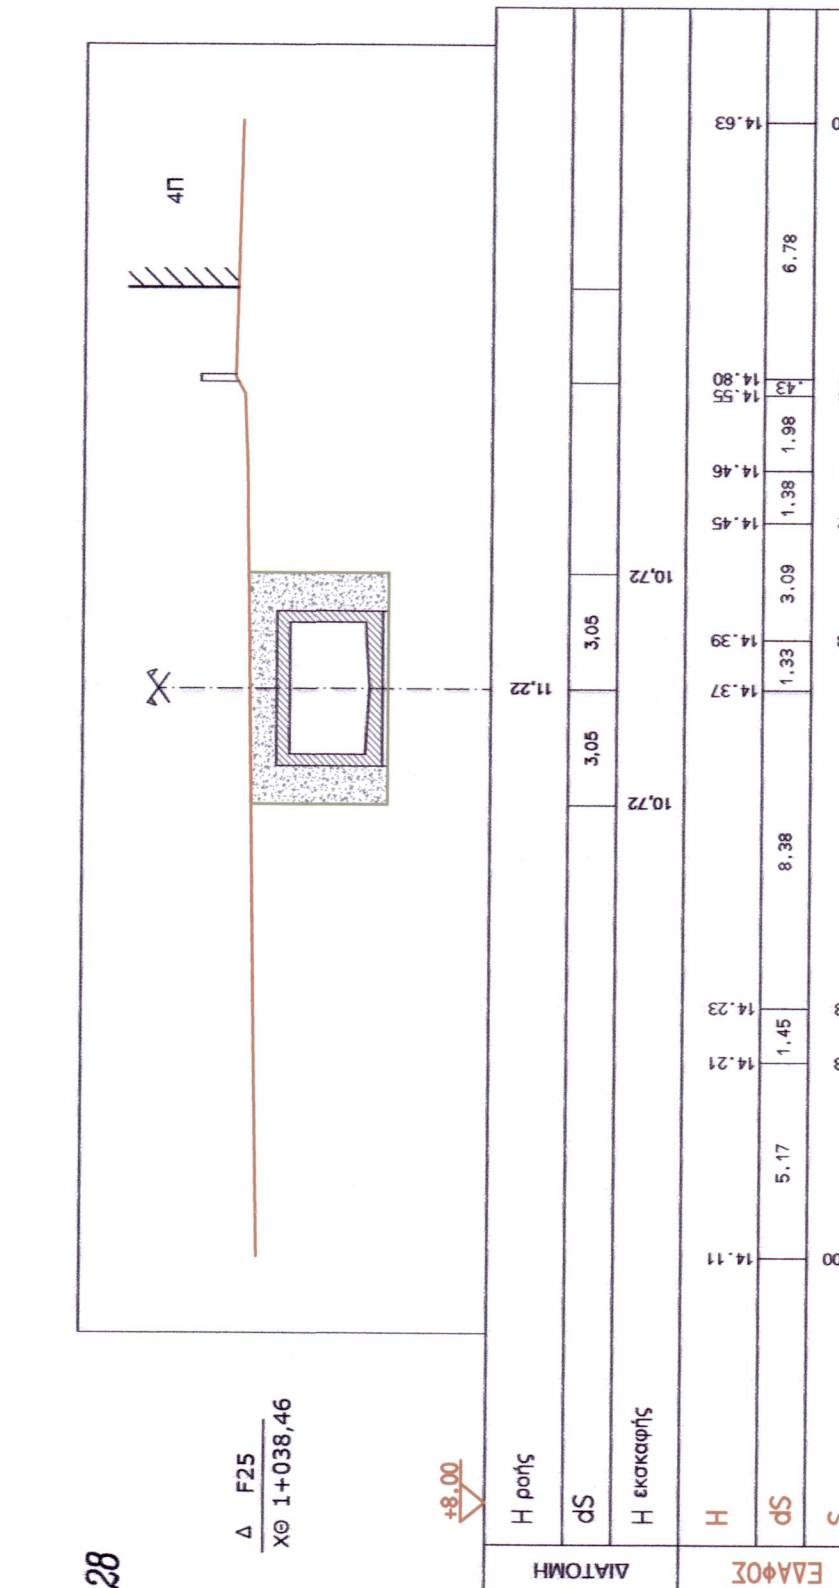 28
Δ F25
ΧΘ 1+038,46
4Π
+8.00
ΔΙΑΤΟΜΗ
Η ροής
11,22
dS
3,05 3,05
Η εκσκαφής
10,72 10,72
ΕΔΑΦΟΣ
Η
14.11 14.21 14.23 14.37 14.39 14.45 14.46 14.55 14.80 14.63
dS
5.17 1.45 8.38 1.33 3.09 1.38 1.98 .43 6.78